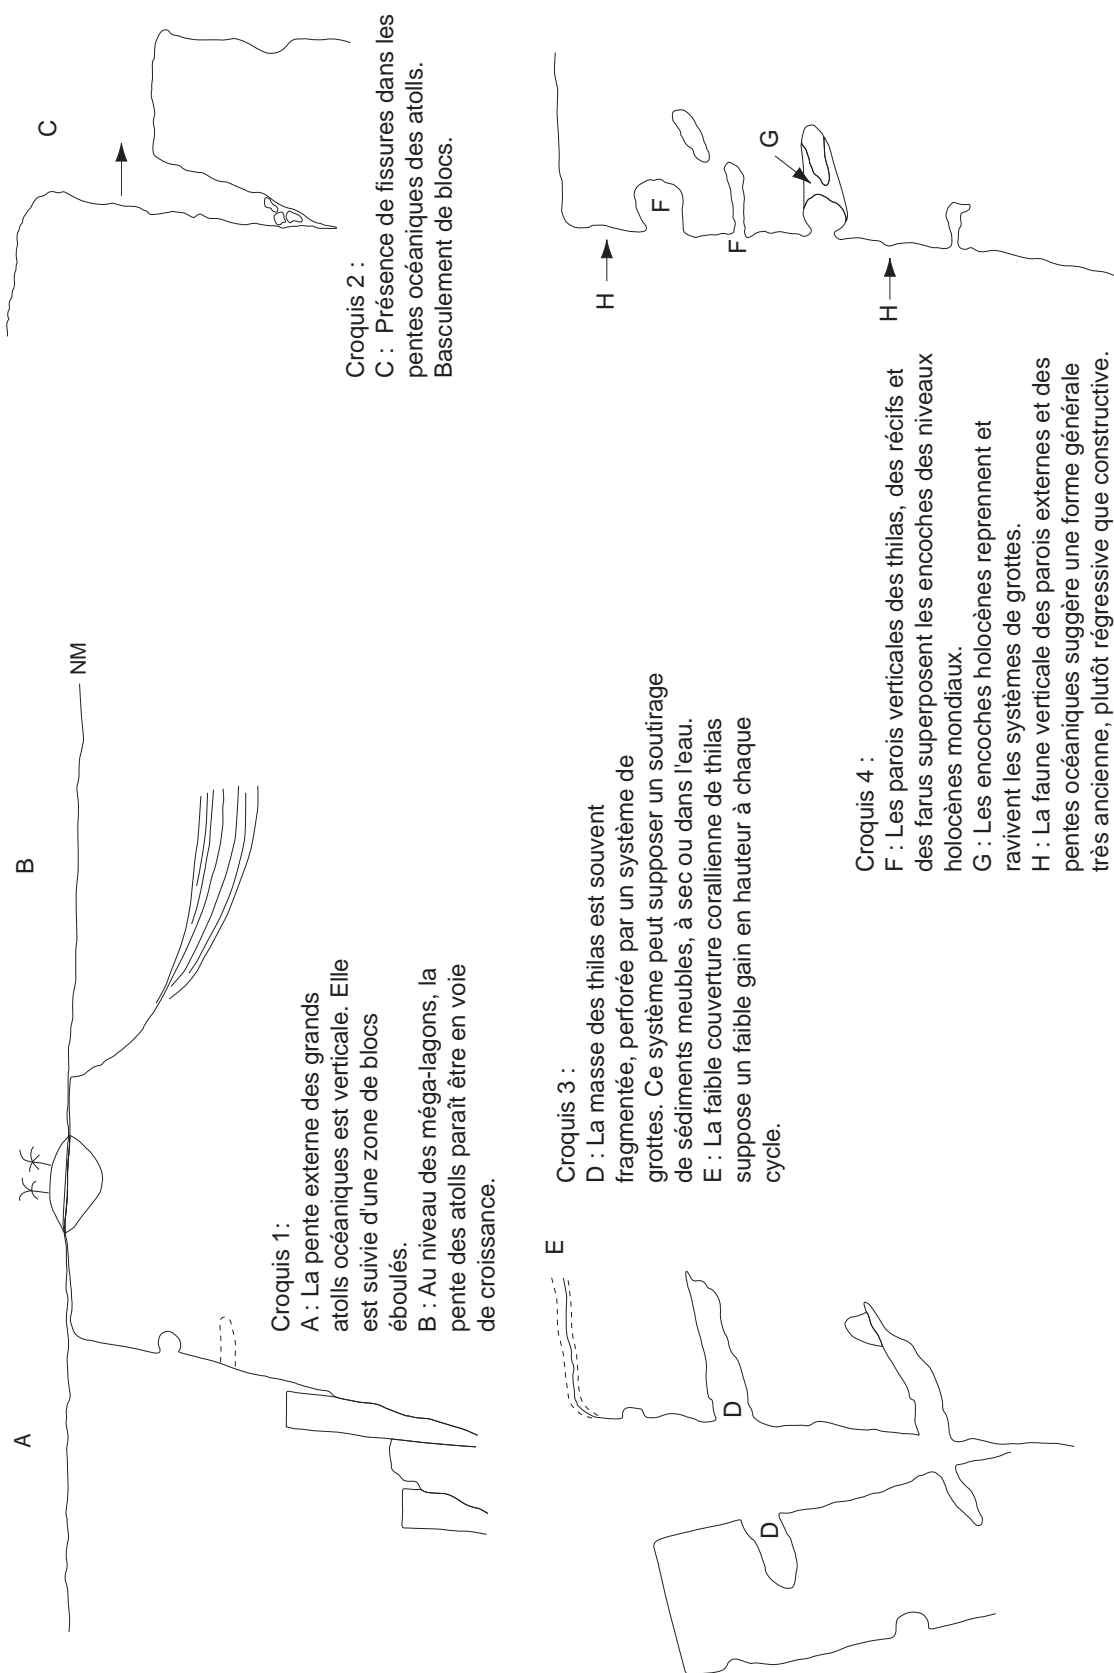 A
B
NM
Croquis 1 :
A : La pente externe des grands
atolls océaniques est verticale. Elle
est suivie d'une zone de blocs
éboulés.
B : Au niveau des méga-lagons, la
pente des atolls paraît être en voie
de croissance.
C
Croquis 2 :
C : Présence de fissures dans les
pentes océaniques des atolls.
Basculement de blocs.
E
D
D
Croquis 3 :
D : La masse des thilas est souvent
fragmentée, perforée par un système de
grottes. Ce système peut supposer un soutirage
de sédiments meubles, à sec ou dans l'eau.
E : La faible couverture corallienne de thilas
suppose un faible gain en hauteur à chaque
cycle.
H
F
F
G
H
Croquis 4 :
F : Les parois verticales des thilas, des récifs et
des farus superposent les encoches des niveaux
holocènes mondiaux.
G : Les encoches holocènes reprennent et
ravivent les systèmes de grottes.
H : La faune verticale des parois externes et des
pentes océaniques suggère une forme générale
très ancienne, plutôt régressive que constructive.